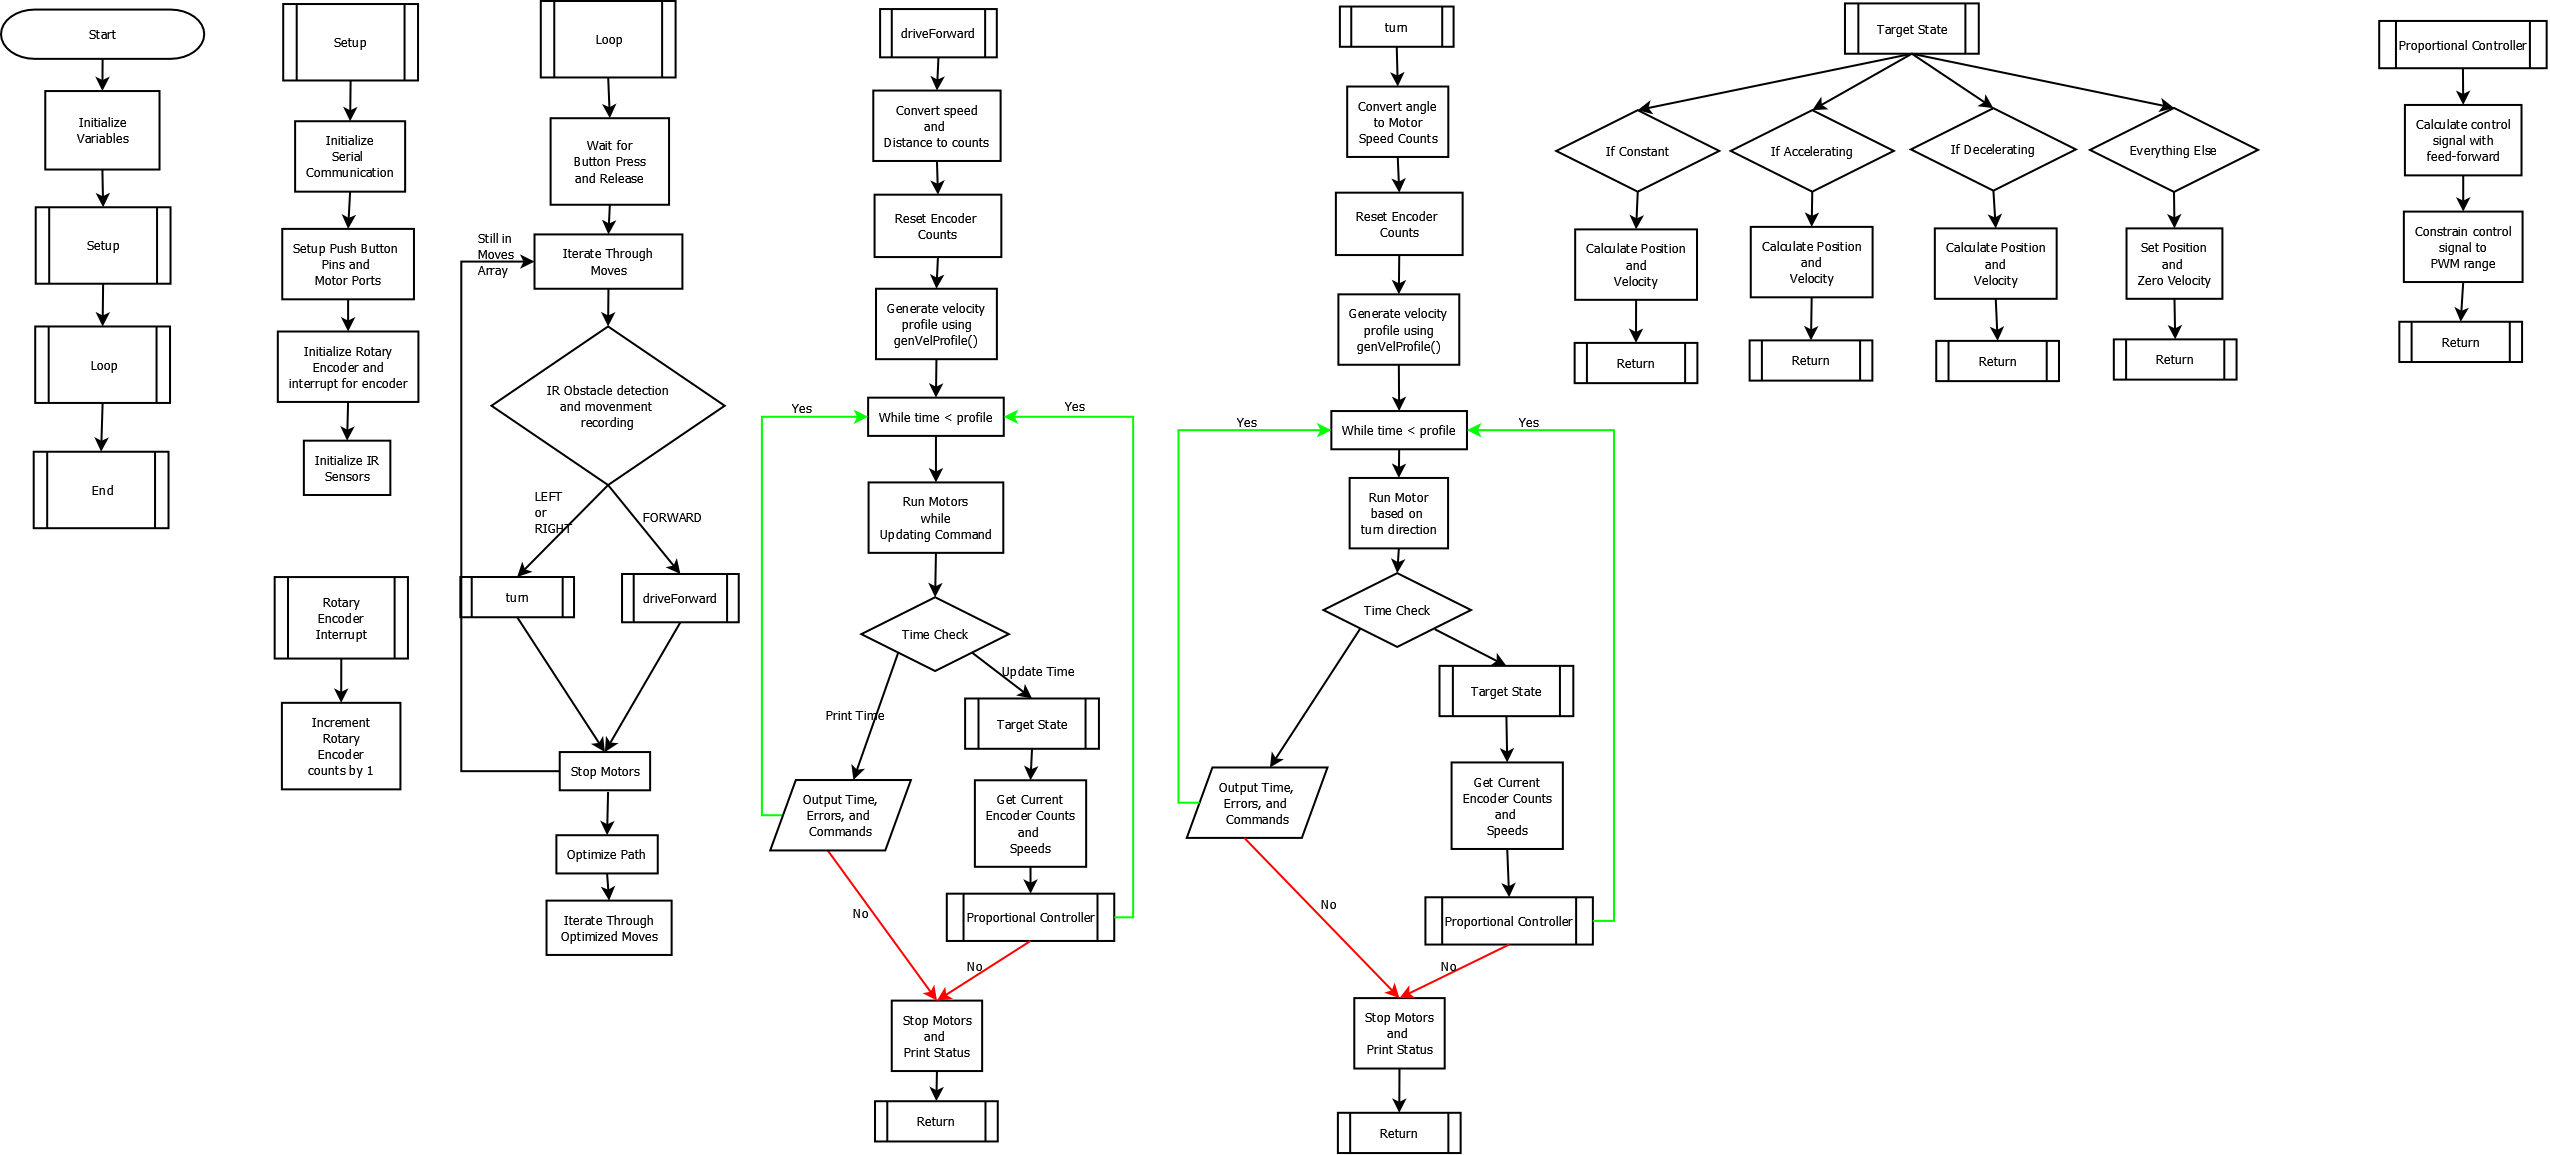 Start
Initialize
Variables
Setup
Loop
End
Setup
Initialize
Serial
Communication
Setup Push Button
Pins and
Motor Ports
Initialize Rotary
Encoder and
interrupt for encoder
Initialize IR
Sensors
Rotary
Encoder
Interrupt
Increment
Rotary
Encoder
counts by 1
Loop
Wait for
Button Press
and Release
Still in
Moves
Array
Iterate Through
Moves
IR Obstacle detection
and movenment
recording
LEFT
or
RIGHT
FORWARD
turn
driveForward
Stop Motors
Optimize Path
Iterate Through
Optimized Moves
driveForward
Convert speed
and
Distance to counts
Reset Encoder
Counts
Generate velocity
profile using
genVelProfile()
Yes
While time < profile
Yes
Run Motors
while
Updating Command
Time Check
Update Time
Print Time
Target State
Output Time,
Errors, and
Commands
Get Current
Encoder Counts
and
Speeds
No
Proportional Controller
No
Stop Motors
and
Print Status
Return
turn
Convert angle
to Motor
Speed Counts
Reset Encoder
Counts
Generate velocity
profile using
genVelProfile()
Yes
While time < profile
Yes
Run Motor
based on
turn direction
Time Check
Target State
Output Time,
Errors, and
Commands
Get Current
Encoder Counts
and
Speeds
No
Proportional Controller
No
Stop Motors
and
Print Status
Return
Target State
If Constant
If Accelerating
If Decelerating
Everything Else
Calculate Position
and
Velocity
Calculate Position
and
Velocity
Calculate Position
and
Velocity
Set Position
and
Zero Velocity
Return
Return
Return
Return
Proportional Controller
Calculate control
signal with
feed-forward
Constrain control
signal to
PWM range
Return